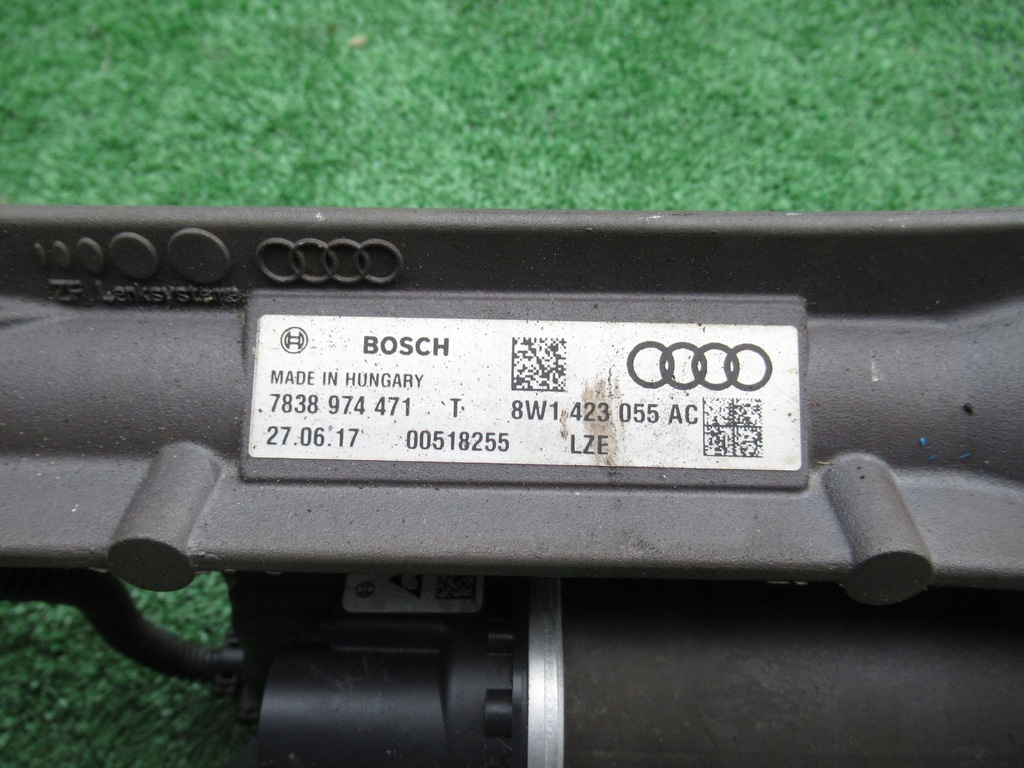 ZF Lenksysteme
BOSCH
MADE IN HUNGARY
7838 974 471 T 8W1 423 055 AC
27.06.17 00518255 LZE